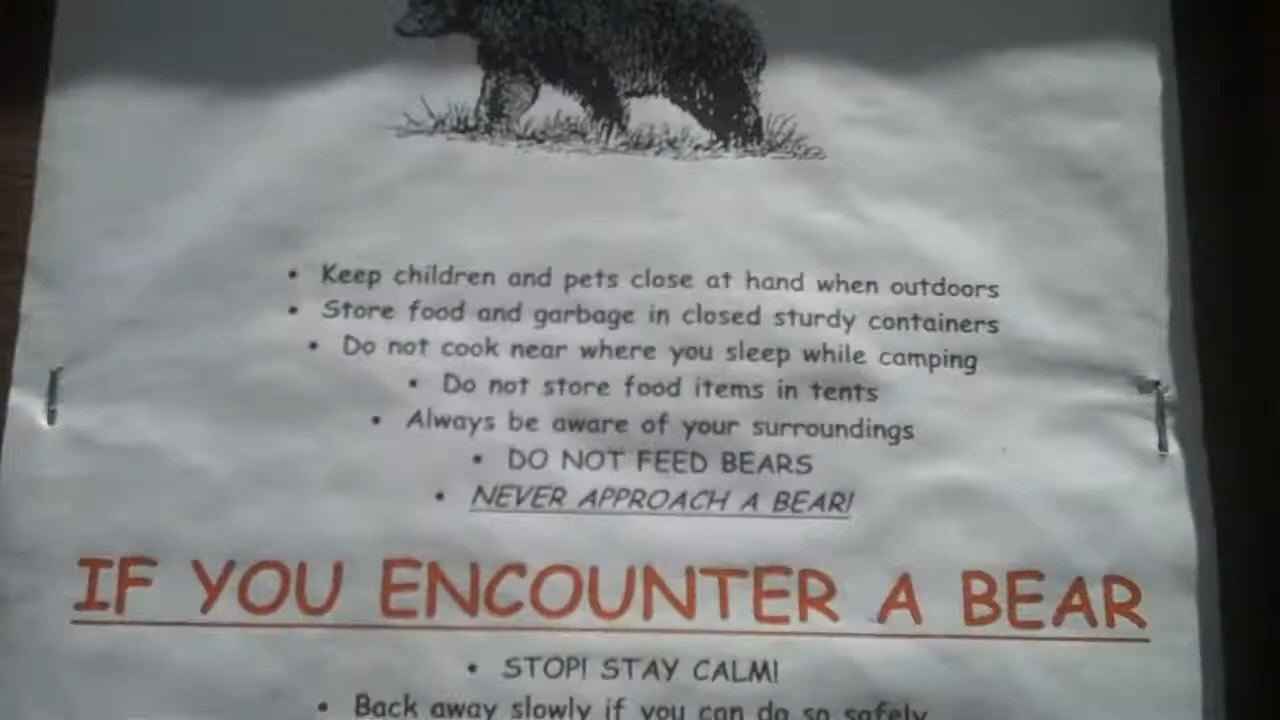 • Keep children and pets close at hand when outdoors
• Store food and garbage in closed sturdy containers
• Do not cook near where you sleep while camping
• Do not store food items in tents
• Always be aware of your surroundings
• DO NOT FEED BEARS
• NEVER APPROACH A BEAR!
IF YOU ENCOUNTER A BEAR
• STOP! STAY CALM!
• Back away slowly if you can do so safely